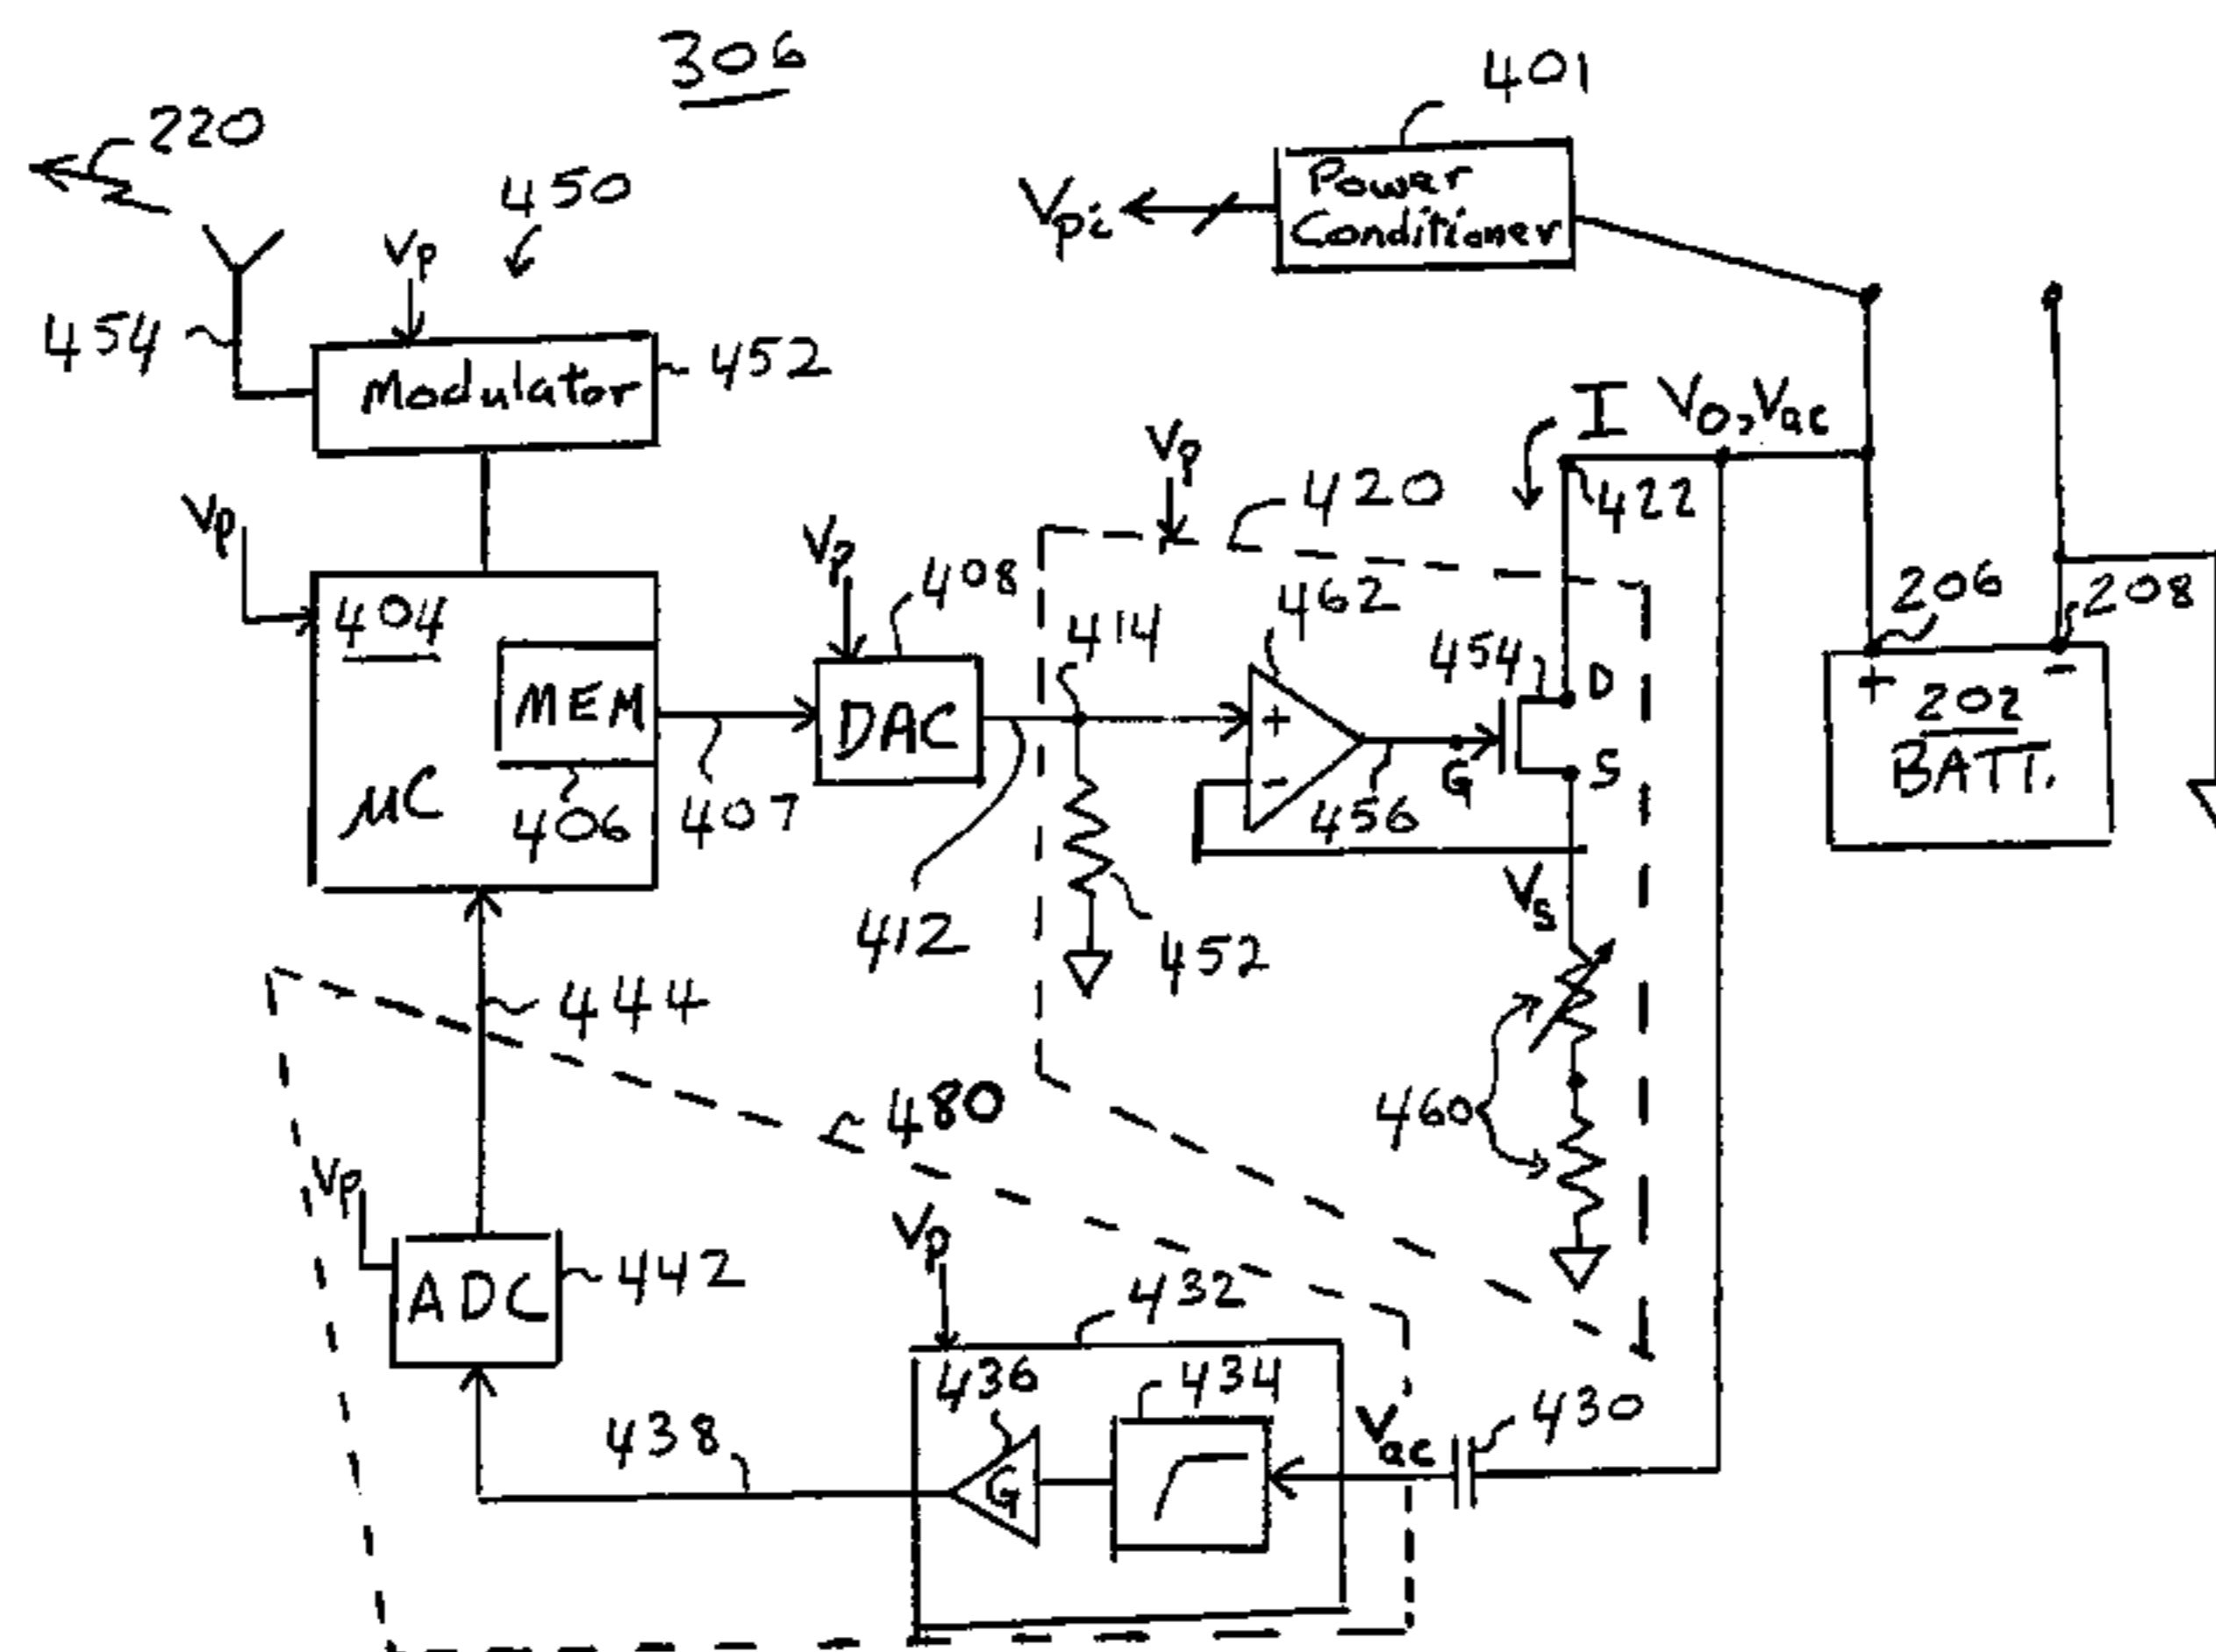 306
401
220
450
Vp
Vpi
Power
Conditioner
454
Modulator
452
I
Vo, Vac
Vp
422
Vp
420
Vp
408
462
414
454
D
206
208
404
MEM
DAC
+
-
G
S
+
-
202
BATT.
μC
406
407
456
412
452
Vs
444
480
460
Vp
Vp
ADC
442
432
436
434
G
Vac
430
438